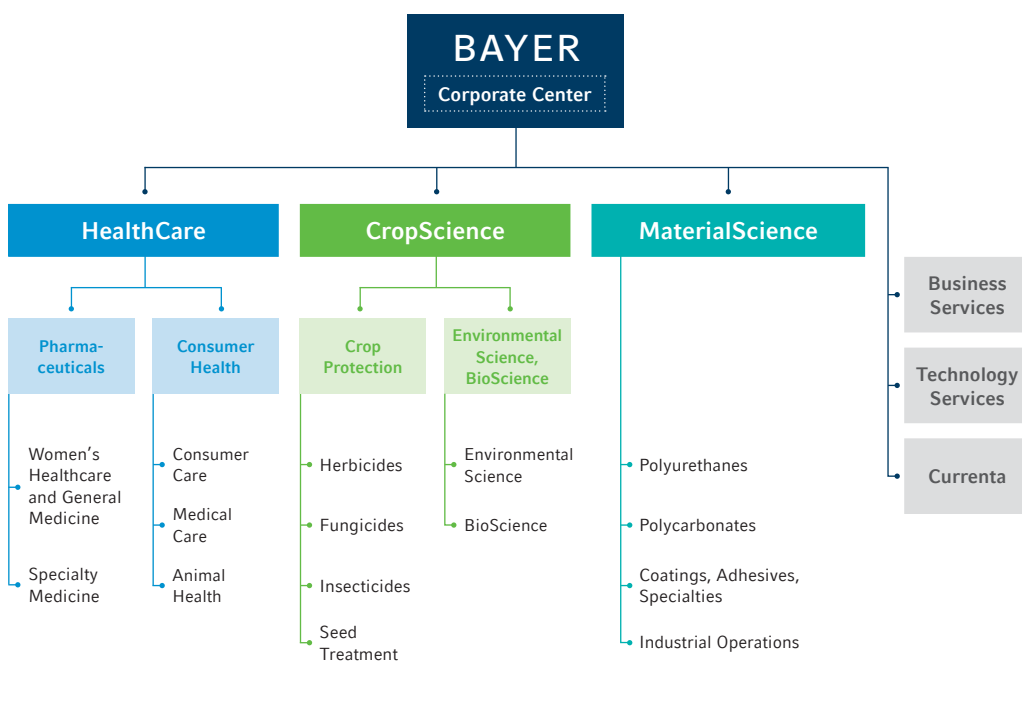 BAYER
Corporate Center
HealthCare
CropScience
MaterialScience
Business
Services
Technology
Services
Currenta
Pharma-
ceuticals
Consumer
Health
Crop
Protection
Environmental
Science,
BioScience
Women’s
Healthcare
and General
Medicine
Specialty
Medicine
Consumer
Care
Medical
Care
Animal
Health
Herbicides
Fungicides
Insecticides
Seed
Treatment
Environmental
Science
BioScience
Polyurethanes
Polycarbonates
Coatings, Adhesives,
Specialties
Industrial Operations